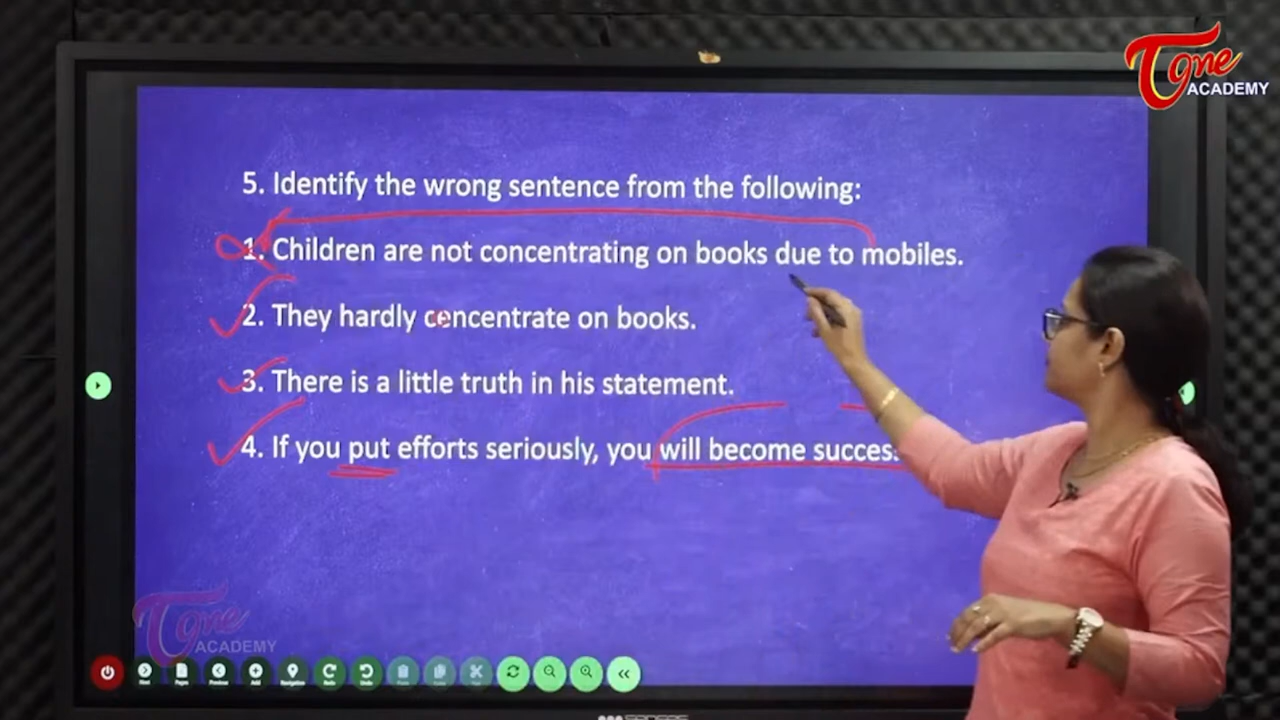 Tone
ACADEMY
5. Identify the wrong sentence from the following:
1. Children are not concentrating on books due to mobiles.
2. They hardly concentrate on books.
3. There is a little truth in his statement.
4. If you put efforts seriously, you will become
Tone
ACADEMY